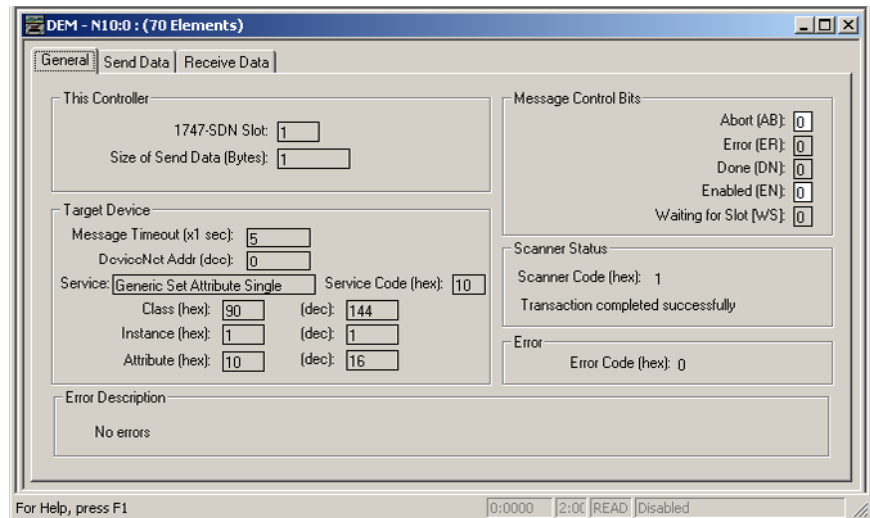 DEM - N10:0 : (70 Elements)
General Send Data Receive Data
This Controller
1747-SDN Slot: 1
Size of Send Data (Bytes): 1
Target Device
Message Timeout (x1 sec): 5
DeviceNet Addr (dec): 0
Service: Generic Set Attribute Single Service Code (hex): 10
Class (hex): 90 (dec): 144
Instance (hex): 1 (dec): 1
Attribute (hex): 10 (dec): 16
Message Control Bits
Abort (AB): 0
Error (ER): 0
Done (DN): 0
Enabled (EN): 0
Waiting for Slot (WS): 0
Scanner Status
Scanner Code (hex): 1
Transaction completed successfully
Error
Error Code (hex): 0
Error Description
No errors
For Help, press F1
0:0000 2:00 READ Disabled